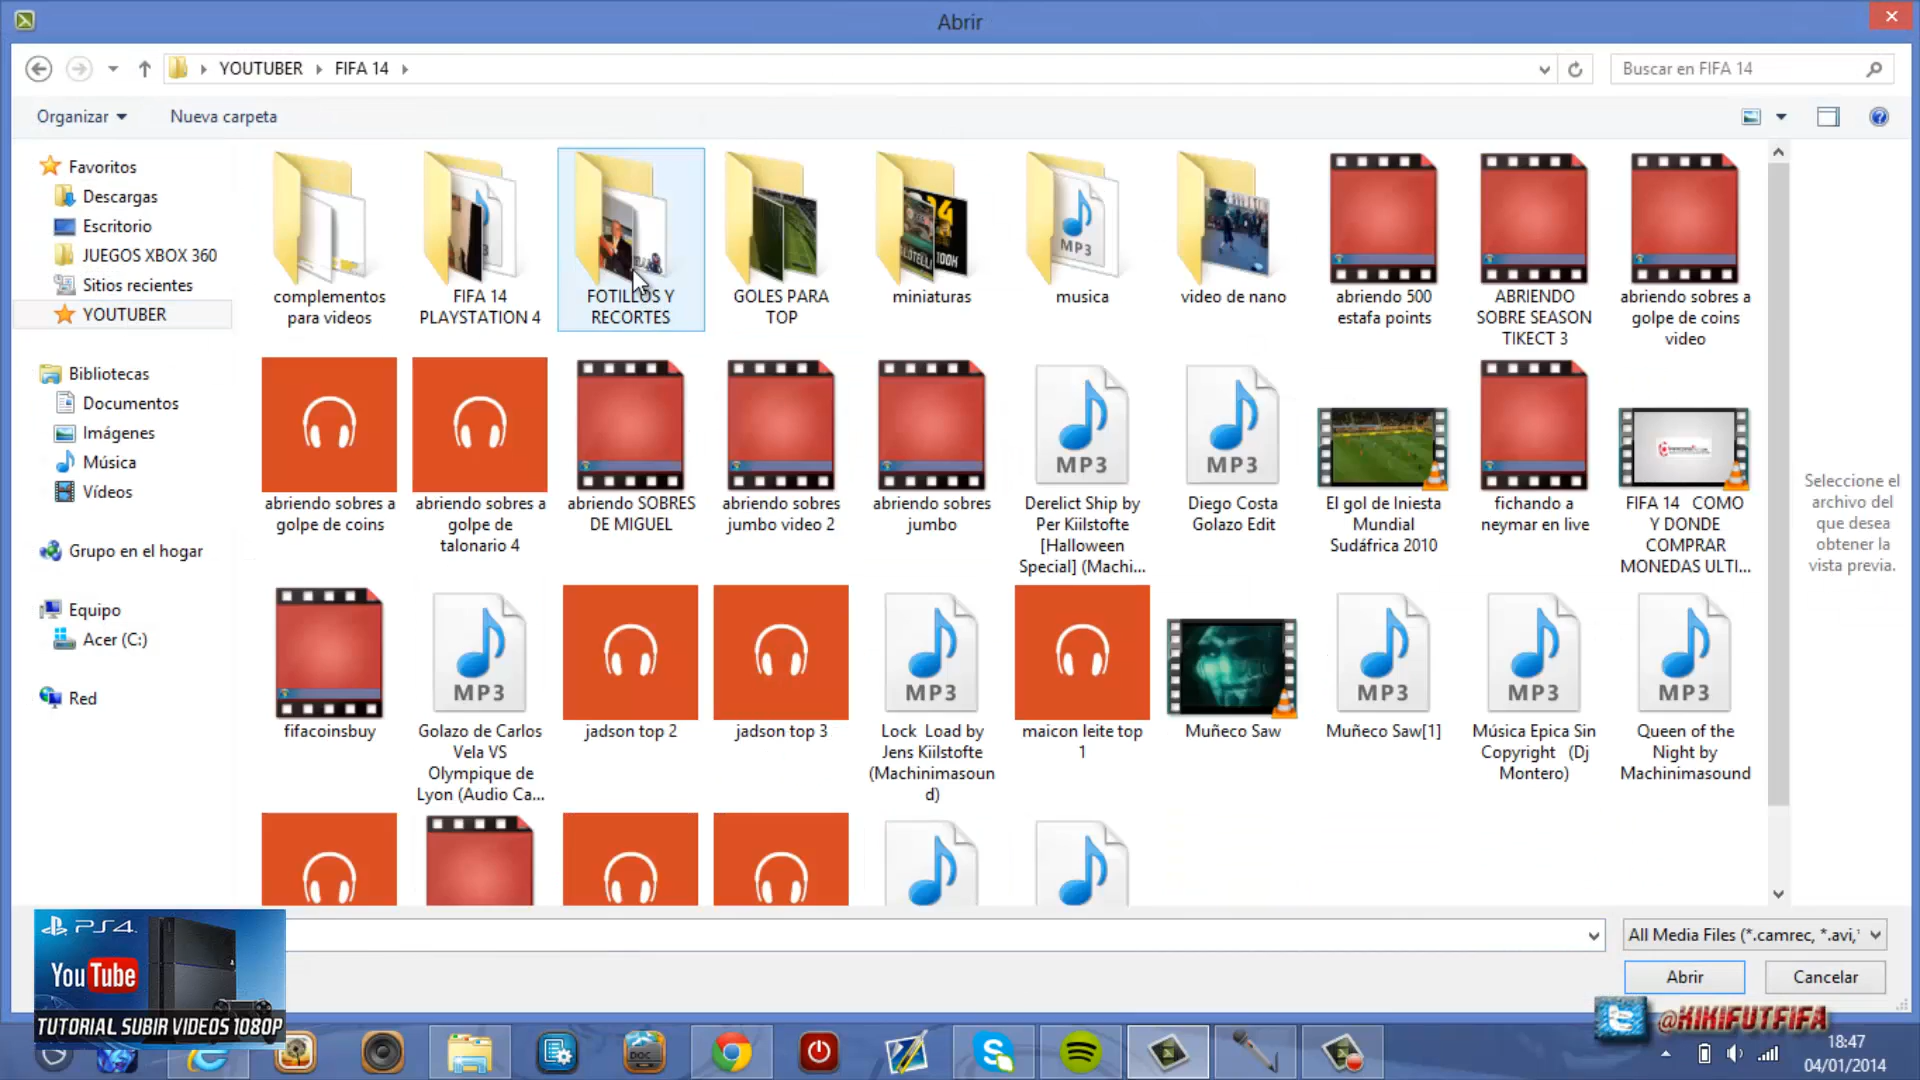 Abrir
YOUTUBER
FIFA 14
Buscar en FIFA 14
Organizar
Nueva carpeta
Favoritos
Descargas
Escritorio
JUEGOS XBOX 360
Sitios recientes
YOUTUBER
Bibliotecas
Documentos
Imágenes
Música
Vídeos
Grupo en el hogar
Equipo
Acer (C:)
Red
complementos
para videos
FIFA 14
PLAYSTATION 4
FOTILLOS Y
RECORTES
GOLES PARA
TOP
miniaturas
MP3
musica
video de nano
abriendo 500
estafa points
ABRIENDO
SOBRE SEASON
TIKECT 3
abriendo sobres a
golpe de coins
video
abriendo sobres a
golpe de coins
abriendo sobres a
golpe de
talonario 4
abriendo SOBRES
DE MIGUEL
abriendo sobres
jumbo video 2
abriendo sobres
jumbo
MP3
Derelict Ship by
Per Kiilstofte
[Halloween
Special] (Machi...
MP3
Diego Costa
Golazo Edit
El gol de Iniesta
Mundial
Sudáfrica 2010
fichando a
neymar en live
FIFA 14 COMO
Y DONDE
COMPRAR
MONEDAS ULTI...
fifacoinsbuy
MP3
Golazo de Carlos
Vela VS
Olympique de
Lyon (Audio Ca...
jadson top 2
jadson top 3
MP3
Lock Load by
Jens Kiilstofte
(Machinimasoun
d)
maicon leite top
1
Muñeco Saw
MP3
Muñeco Saw[1]
MP3
Música Epica Sin
Copyright (Dj
Montero)
MP3
Queen of the
Night by
Machinimasound
Seleccione el
archivo del
que desea
obtener la
vista previa.
All Media Files (*.camrec, *.avi,*
Abrir
Cancelar
PS4
YouTube
TUTORIAL SUBIR VIDEOS 1080P
@KIKIFUTFIFA
DOC
18:47
04/01/2014